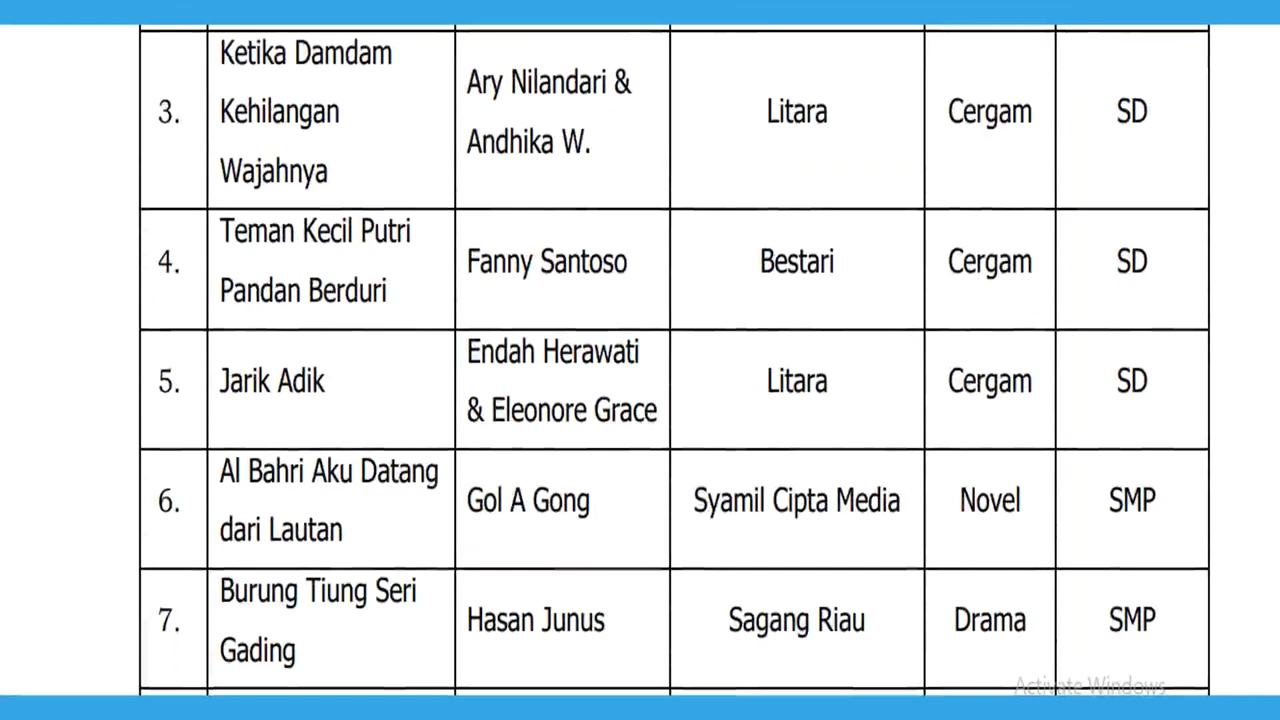 3.
Ketika Damdam
Kehilangan
Wajahnya
Ary Nilandari &
Andhika W.
Litara
Cergam
SD
4.
Teman Kecil Putri
Pandan Berduri
Fanny Santoso
Bestari
Cergam
SD
5.
Jarik Adik
Endah Herawati
& Eleonore Grace
Litara
Cergam
SD
6.
Al Bahri Aku Datang
dari Lautan
Gol A Gong
Syamil Cipta Media
Novel
SMP
7.
Burung Tiung Seri
Gading
Hasan Junus
Sagang Riau
Drama
SMP
Activate Windows